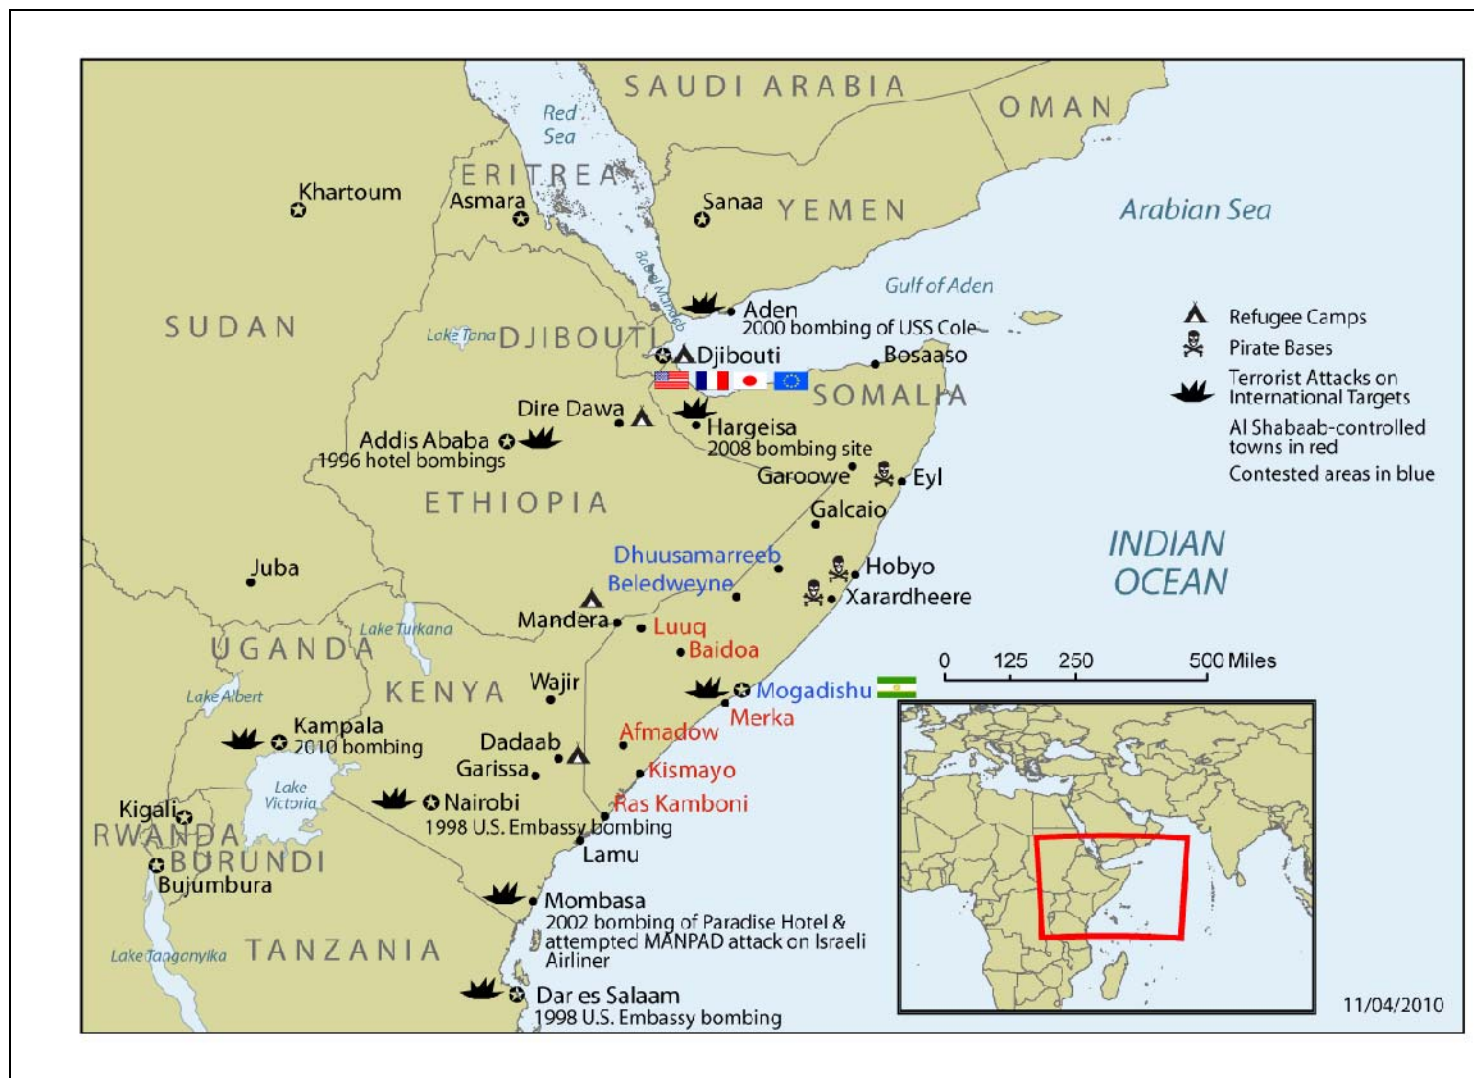 SAUDI ARABIA
OMAN
Red
Sea
ERITREA
Khartoum
Asmara
Sanaa
YEMEN
Arabian Sea
Bab el Mandeb
Gulf of Aden
SUDAN
Lake Tana
DJIBOUTI
Aden
2000 bombing of USS Cole
Djibouti
Bosaaso
SOMALIA
Refugee Camps
Pirate Bases
Terrorist Attacks on
International Targets
Al Shabaab-controlled
towns in red
Contested areas in blue
Dire Dawa
Hargeisa
2008 bombing site
Addis Ababa
1996 hotel bombings
Garoowe
Eyl
ETHIOPIA
Galcaio
INDIAN
OCEAN
Dhuusamarreeb
Beledweyne
Hobyo
Xarardheere
Juba
Mandera
Luuq
Baidoa
Lake Turkana
UGANDA
Lake Albert
KENYA
Wajir
Mogadishu
Merka
0 125 250 500 Miles
Kampala
2010 bombing
Afmadow
Dadaab
Garissa
Kismayo
Lake
Victoria
Nairobi
1998 U.S. Embassy bombing
Ras Kamboni
Kigali
RWANDA
BURUNDI
Bujumbura
Lamu
Mombasa
2002 bombing of Paradise Hotel &
attempted MANPAD attack on Israeli
Airliner
TANZANIA
Lake Tanganyika
Dar es Salaam
1998 U.S. Embassy bombing
11/04/2010